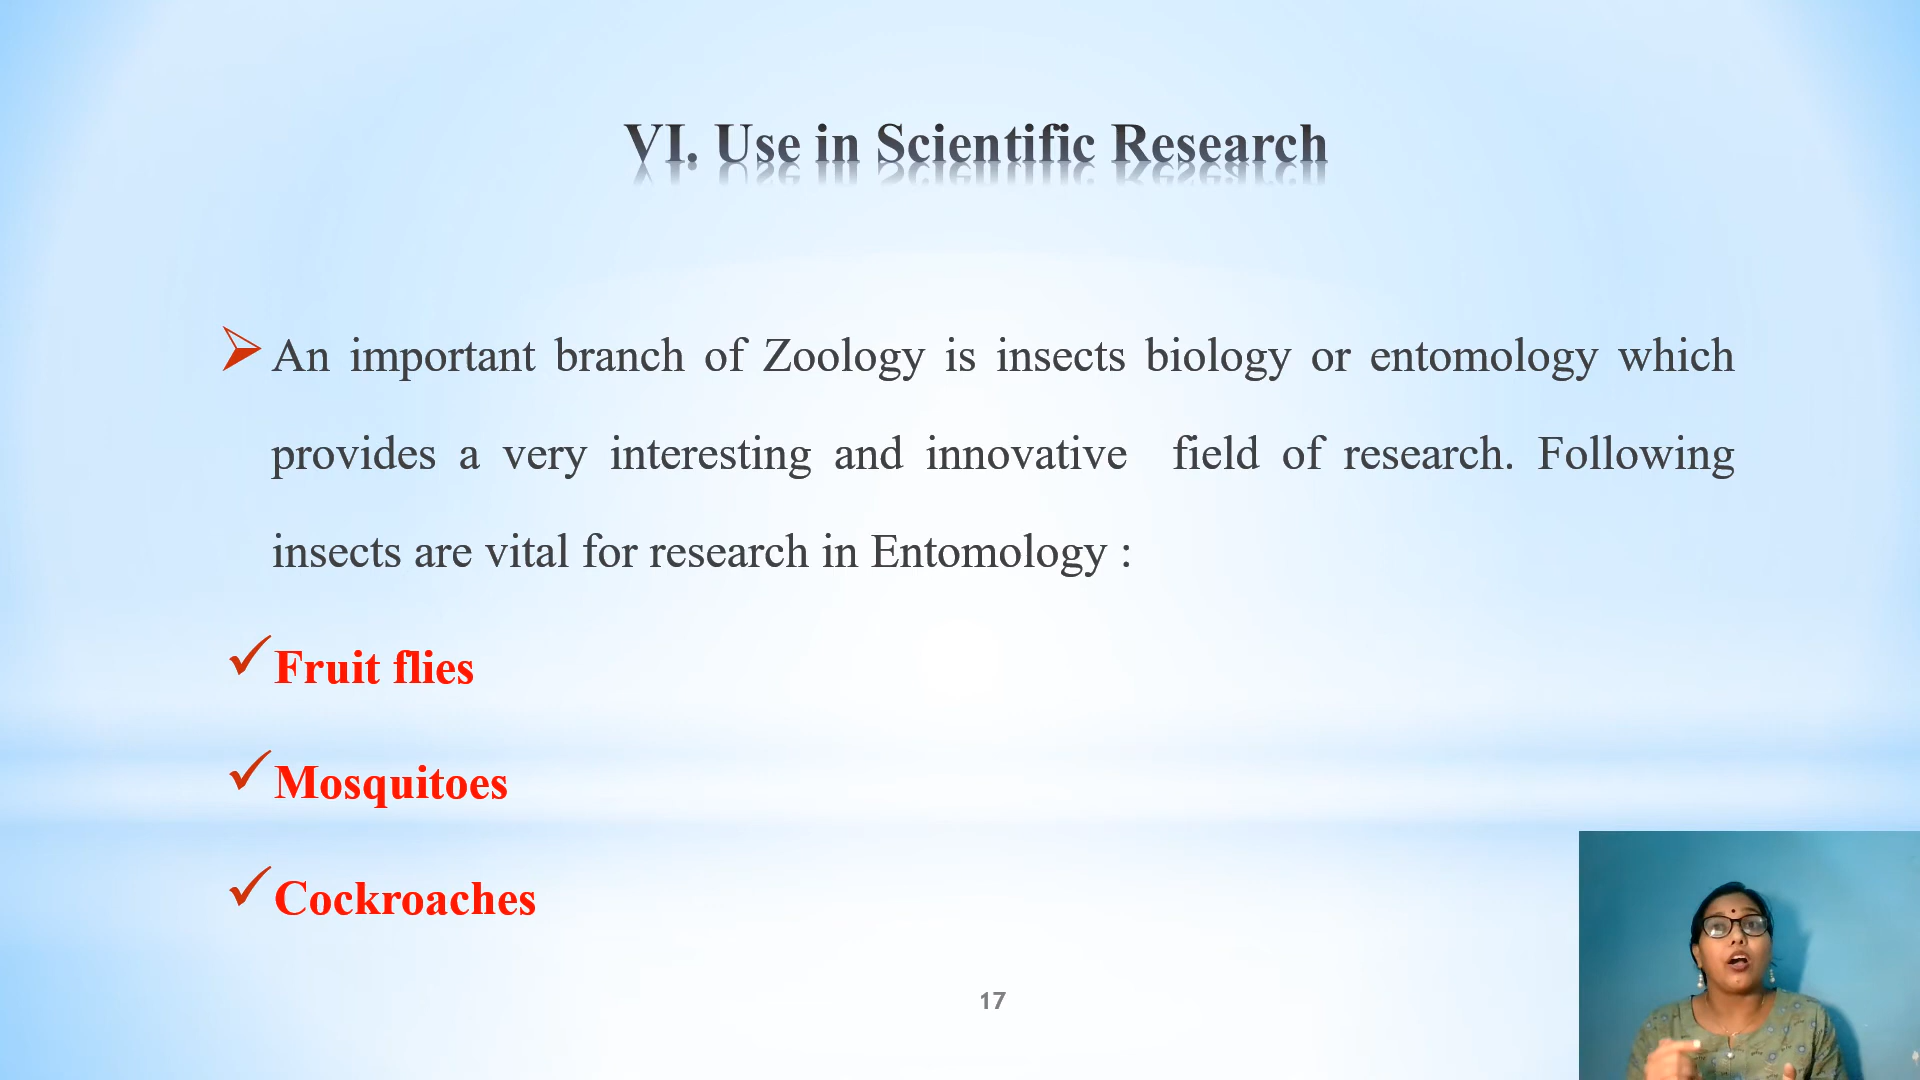 VI. Use in Scientific Research
An important branch of Zoology is insects biology or entomology which
provides a very interesting and innovative field of research. Following
insects are vital for research in Entomology :
Fruit flies
Mosquitoes
Cockroaches
17